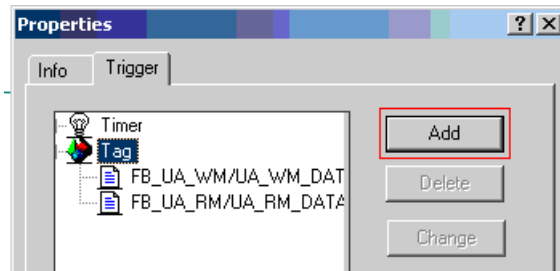 Properties
? X
Info Trigger
Timer
Tag
FB_UA_WM/UA_WM_DAT
FB_UA_RM/UA_RM_DATA
Add
Delete
Change